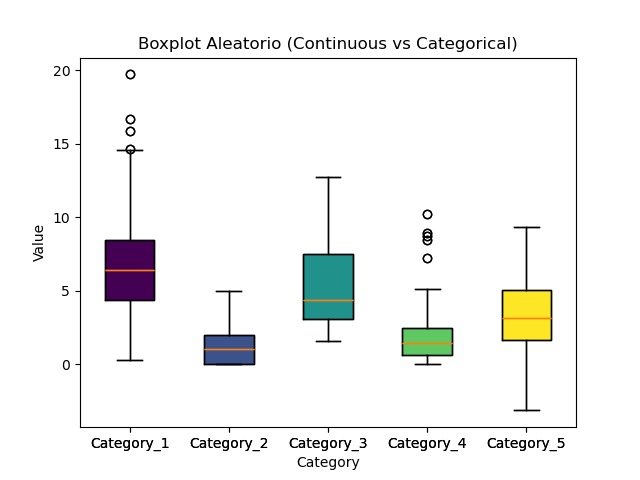 Boxplot Aleatorio (Continuous vs Categorical)
20
15
10
5
0
Value
Category_1 Category_2 Category_3 Category_4 Category_5
Category